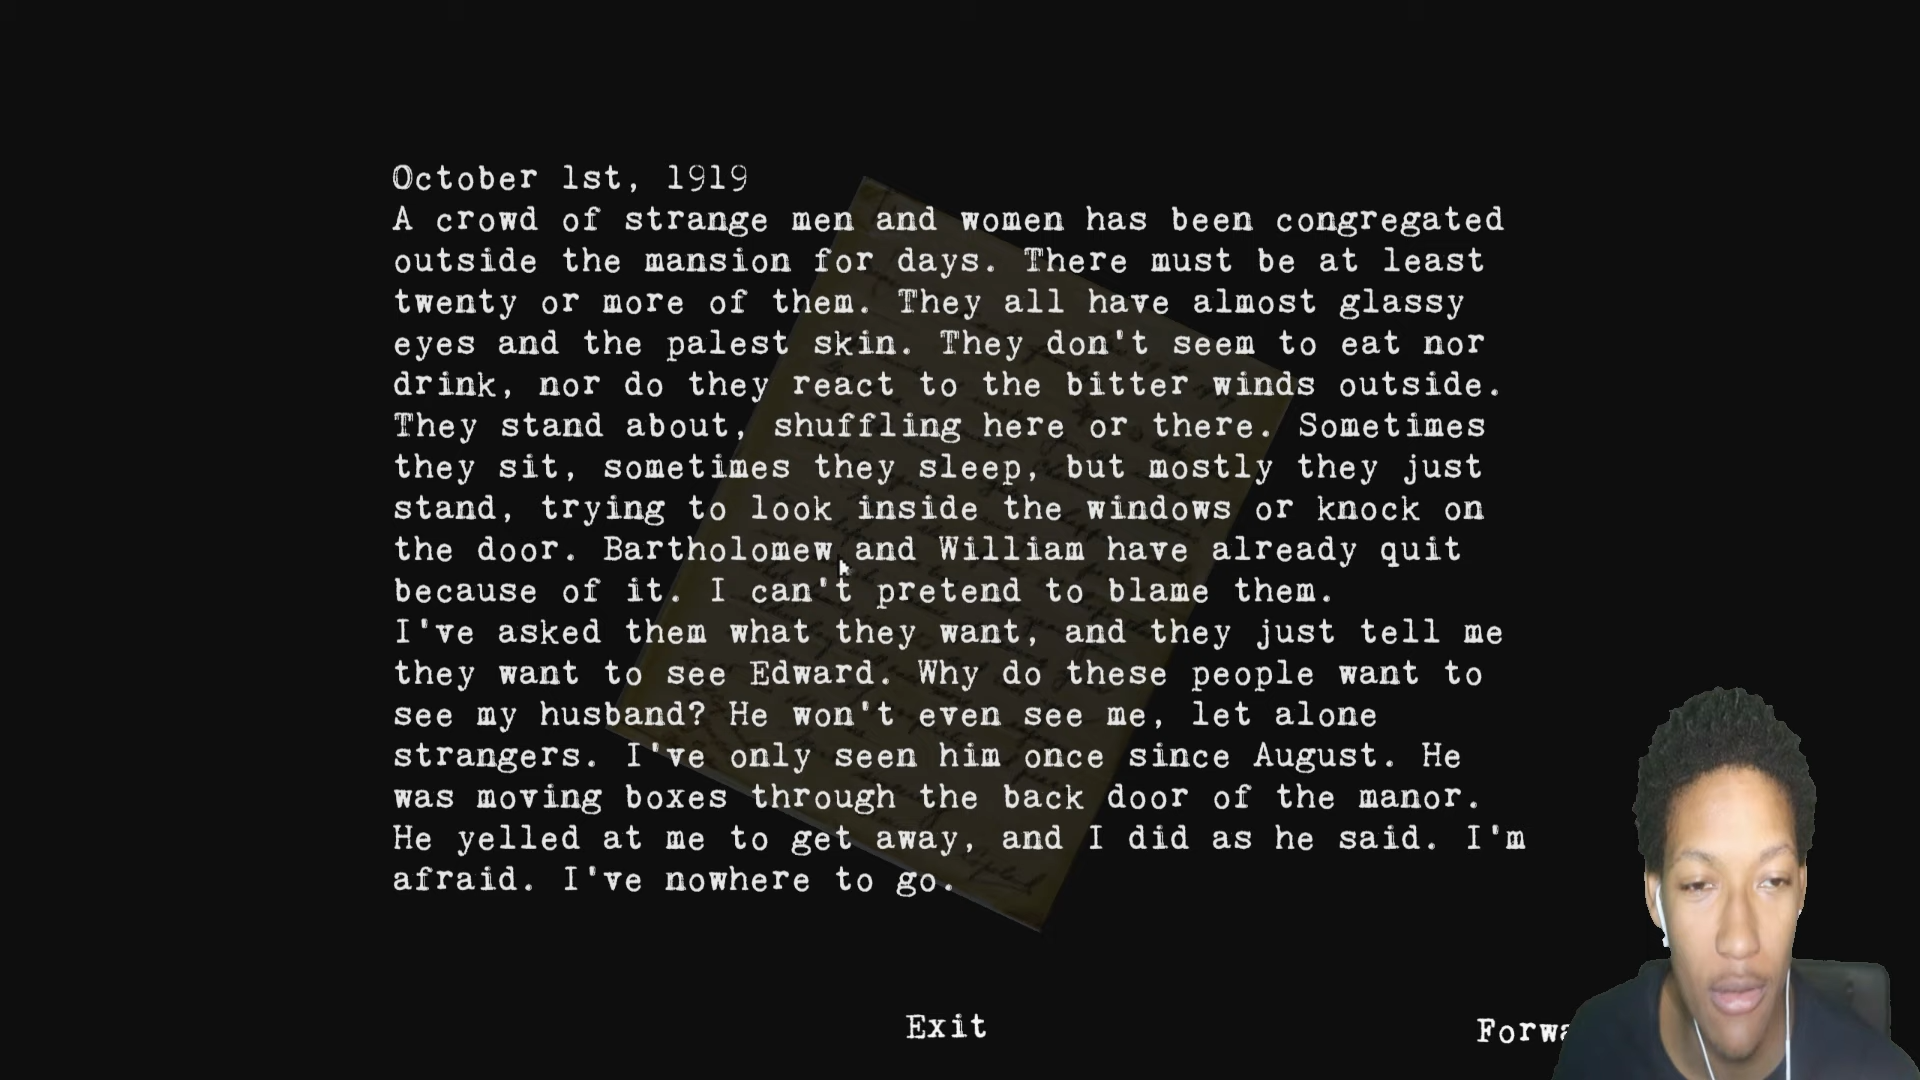 October 1st, 1919
A crowd of strange men and women has been congregated
outside the mansion for days. There must be at least
twenty or more of them. They all have almost glassy
eyes and the palest skin. They don't seem to eat nor
drink, nor do they react to the bitter winds outside.
They stand about, shuffling here or there. Sometimes
they sit, sometimes they sleep, but mostly they just
stand, trying to look inside the windows or knock on
the door. Bartholomew and William have already quit
because of it. I can't pretend to blame them.
I've asked them what they want, and they just tell me
they want to see Edward. Why do these people want to
see my husband? He won't even see me, let alone
strangers. I've only seen him once since August. He
was moving boxes through the back door of the manor.
He yelled at me to get away, and I did as he said. I'm
afraid. I've nowhere to go.
Exit